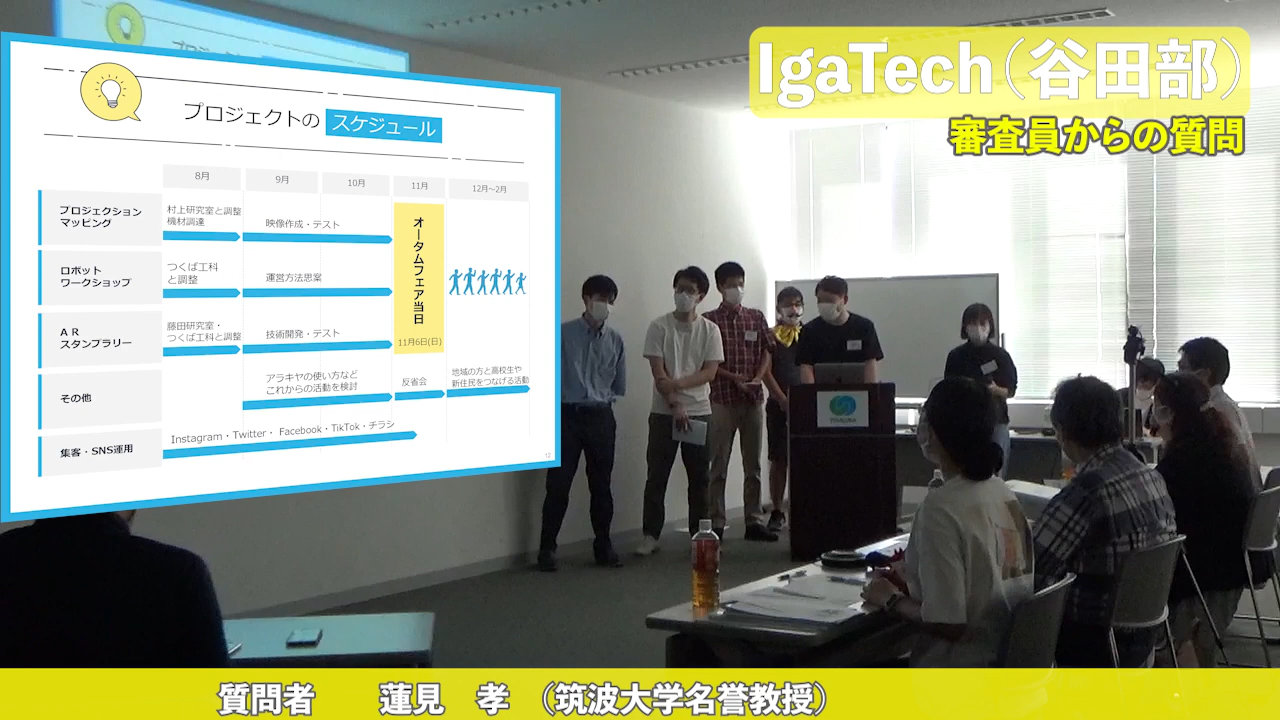 IgaTech(谷田部)
審査員からの質問
プロジェクトの スケジュール
8月 9月 10月 11月 12月～2月
プロジェクション
マッピング
村上研究室と調整
機材調達
映像作成・テスト
ロボット
ワークショップ
つくば工科
と調整
運営方法思案
AR
スタンプラリー
藤田研究室・
つくば工科と調整
技術開発・テスト
オータムフェア当日
11月6日(日)
その他
アラキヤの使い方など
これからの活動を検討
反省会
地域の方と高校生や
新住民をつなげる活動
集客・SNS運用
Instagram・Twitter・ Facebook・TikTok・チラシ
12
質問者 蓮見 孝 (筑波大学名誉教授)